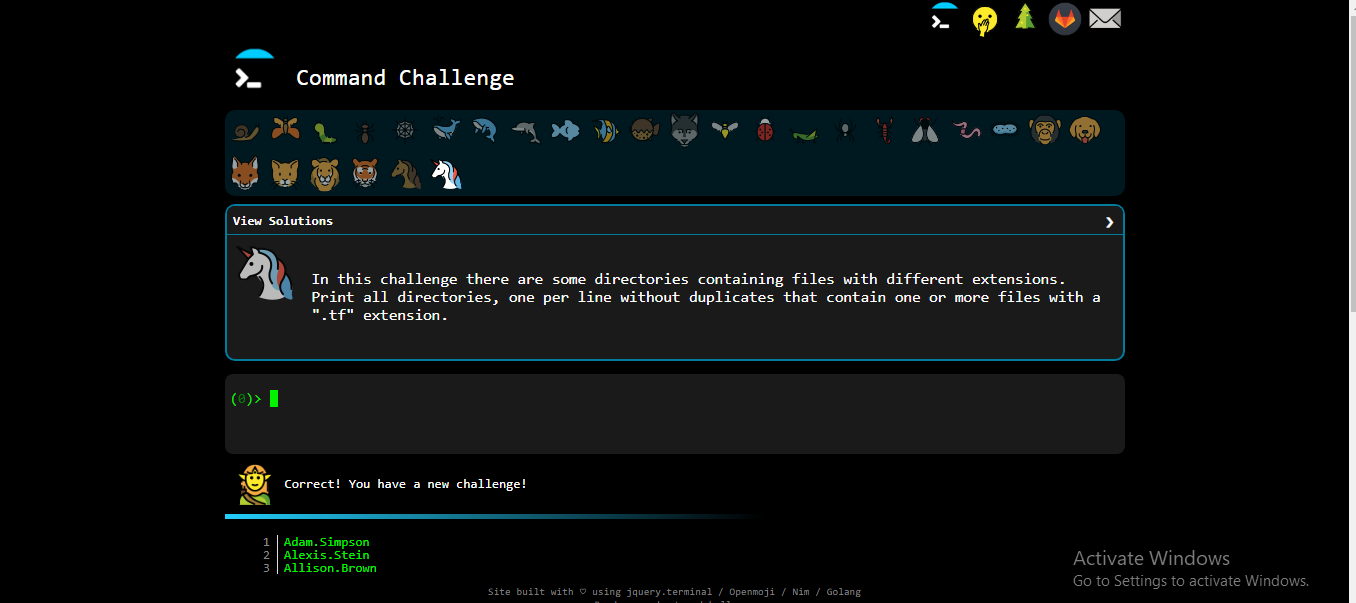 Command Challenge
View Solutions
In this challenge there are some directories containing files with different extensions.
Print all directories, one per line without duplicates that contain one or more files with a
".tf" extension.
(0)>
Correct! You have a new challenge!
1 Adam.Simpson
2 Alexis.Stein
3 Allison.Brown
Activate Windows
Go to Settings to activate Windows.
Site built with ♡ using jquery.terminal / Openmoji / Nim / Golang